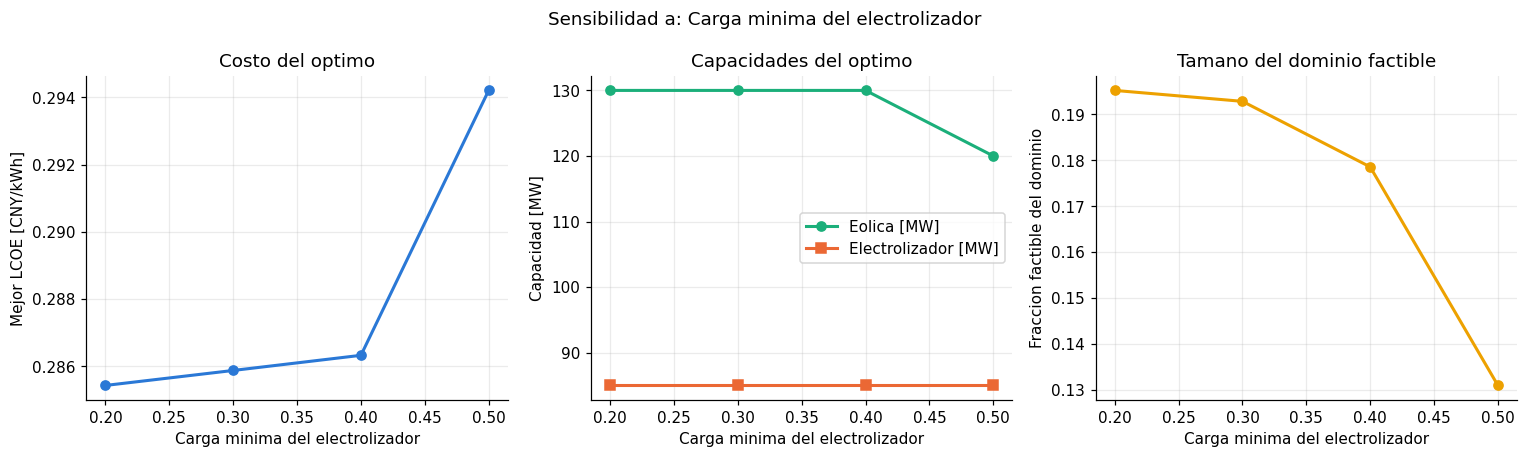 Sensibilidad a: Carga minima del electrolizador
Costo del optimo
Mejor LCOE [CNY/kWh]
0.294
0.292
0.290
0.288
0.286
0.20 0.25 0.30 0.35 0.40 0.45 0.50
Carga minima del electrolizador
Capacidades del optimo
Capacidad [MW]
130
120
110
100
90
Eolica [MW]
Electrolizador [MW]
0.20 0.25 0.30 0.35 0.40 0.45 0.50
Carga minima del electrolizador
Tamano del dominio factible
Fraccion factible del dominio
0.19
0.18
0.17
0.16
0.15
0.14
0.13
0.20 0.25 0.30 0.35 0.40 0.45 0.50
Carga minima del electrolizador